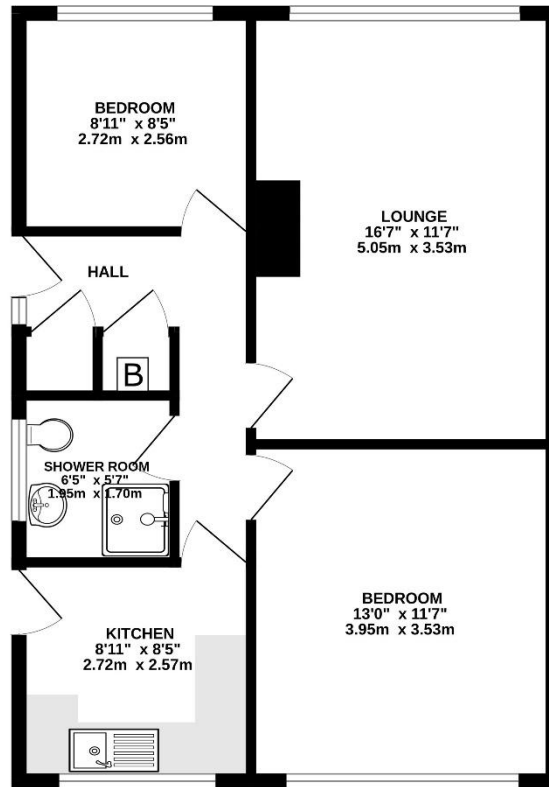 BEDROOM
8'11" x 8'5"
2.72m x 2.56m
LOUNGE
16'7" x 11'7"
5.05m x 3.53m
HALL
B
SHOWER ROOM
6'5" x 5'7"
1.95m x 1.70m
BEDROOM
13'0" x 11'7"
3.95m x 3.53m
KITCHEN
8'11" x 8'5"
2.72m x 2.57m